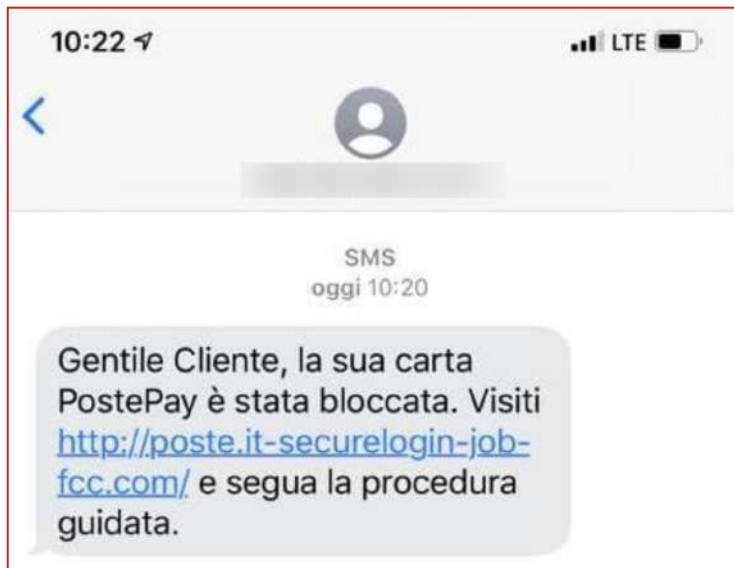 10:22
LTE
SMS
oggi 10:20
Gentile Cliente, la sua carta
PostePay è stata bloccata. Visiti
http://poste.it-securelogin-job-
fcc.com/ e segua la procedura
guidata.